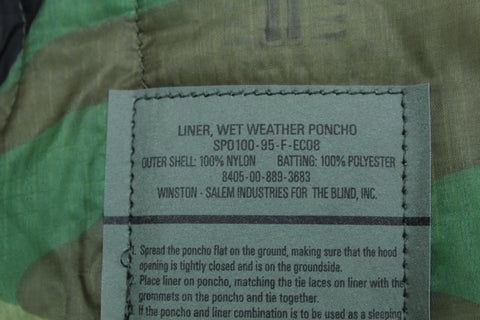 LINER, WET WEATHER PONCHO
SPO100-95-F-EC08
OUTER SHELL: 100% NYLON BATTING: 100% POLYESTER
8405-00-889-3683
WINSTON - SALEM INDUSTRIES FOR THE BLIND, INC.
1. Spread the poncho flat on the ground, making sure that the hood
opening is tightly closed and is on the groundside.
2. Place liner on poncho, matching the tie laces on liner with the
grommets on the poncho and tie together.
3. If the poncho and liner combination is to be used as a sleeping